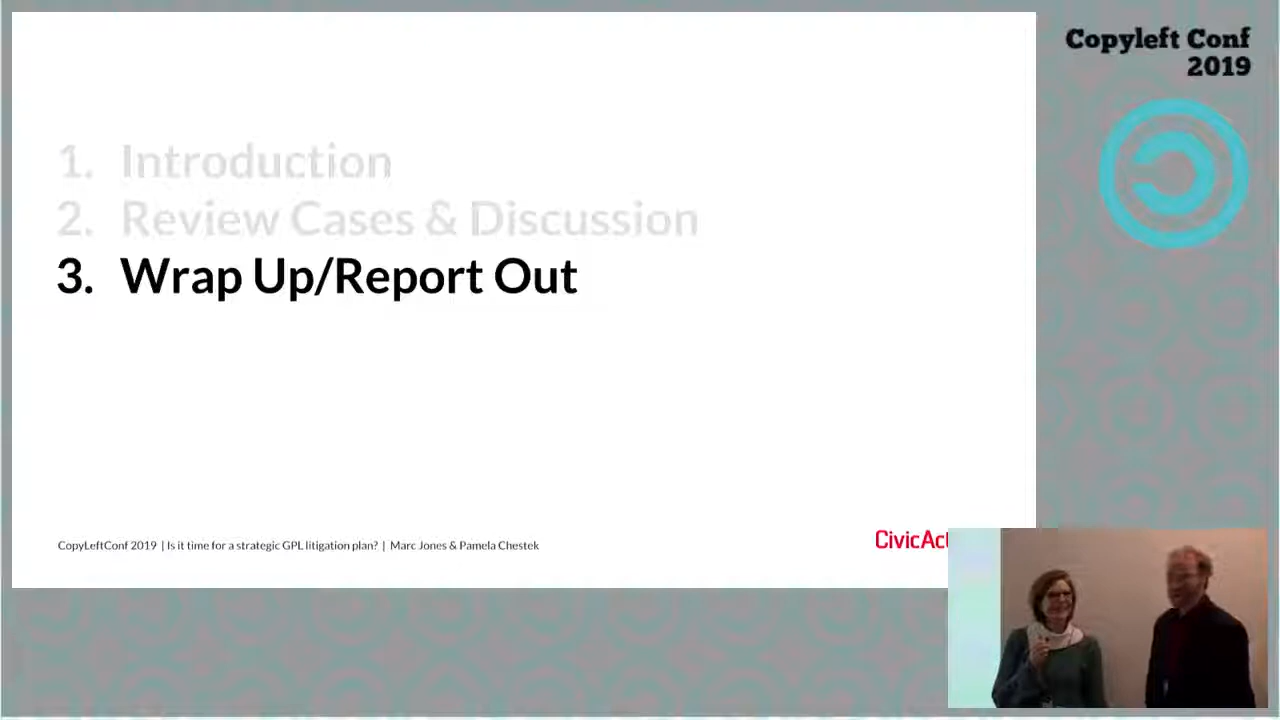 Copyleft Conf
2019
1. Introduction
2. Review Cases & Discussion
3. Wrap Up/Report Out
CopyLeftConf 2019 | Is it time for a strategic GPL litigation plan? | Marc Jones & Pamela Chestek
CivicAct